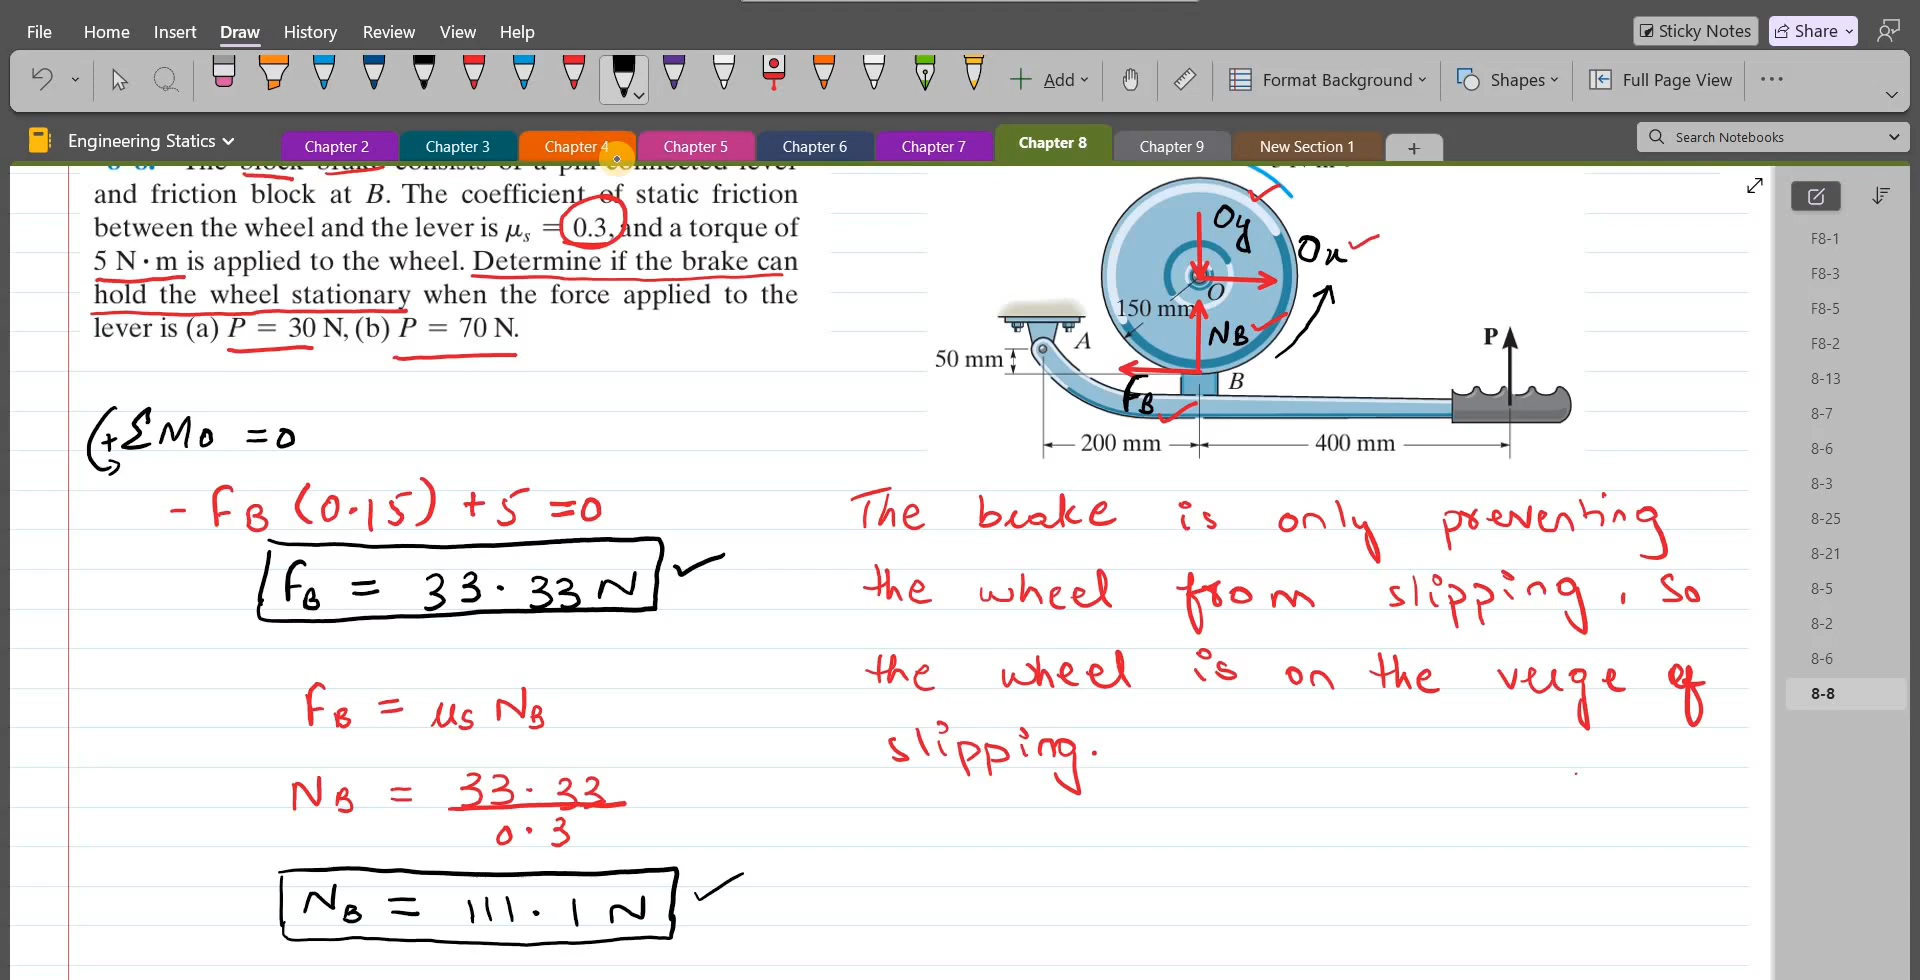 File Home Insert Draw History Review View Help
Sticky Notes Share
Add Format Background Shapes Full Page View
Engineering Statics
Chapter 2 Chapter 3 Chapter 4 Chapter 5 Chapter 6 Chapter 7 Chapter 8 Chapter 9 New Section 1 +
Search Notebooks
and friction block at B. The coefficient of static friction
between the wheel and the lever is μs = 0.3, and a torque of
5 N · m is applied to the wheel. Determine if the brake can
hold the wheel stationary when the force applied to the
lever is (a) P = 30 N, (b) P = 70 N.
Oy
Ox
O
150 mm
NB
A
50 mm
P
B
FB
200 mm
400 mm
(+ ΣMO = 0
- FB (0.15) + 5 = 0
FB = 33.33 N
FB = μs NB
NB = 33.33
0.3
NB = 111.1 N
The brake is only preventing
the wheel from slipping, so
the wheel is on the verge of
slipping.
F8-1
F8-3
F8-5
F8-2
8-13
8-7
8-6
8-3
8-25
8-21
8-5
8-2
8-6
8-8